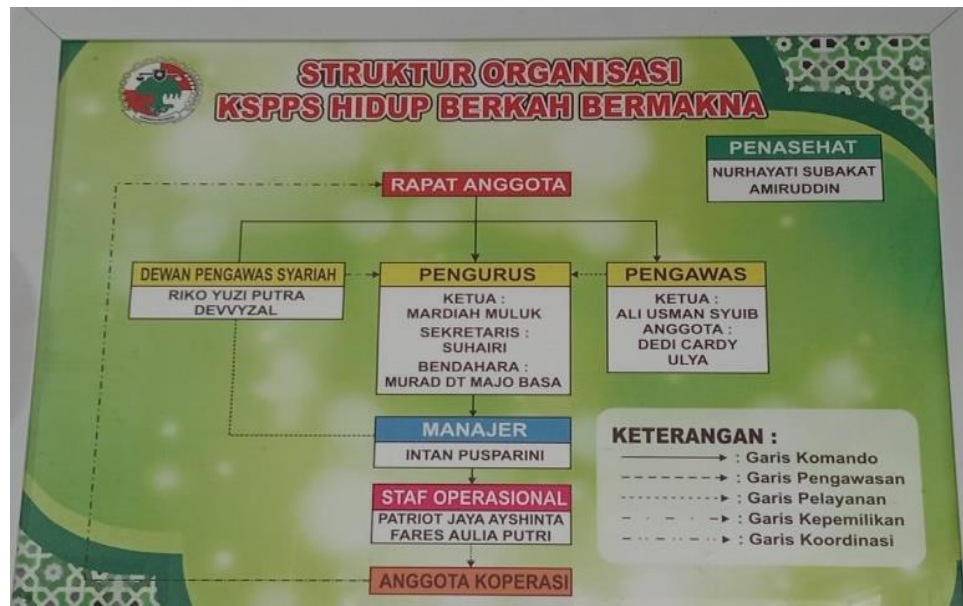 STRUKTUR ORGANISASI
KSPPS HIDUP BERKAH BERMAKNA
PENASEHAT
NURHAYATI SUBAKAT
AMIRUDDIN
RAPAT ANGGOTA
DEWAN PENGAWAS SYARIAH
RIKO YUZI PUTRA
DEVVYZAL
PENGURUS
KETUA :
MARDIAH MULUK
SEKRETARIS :
SUHAIRI
BENDAHARA :
MURAD DT MAJO BASA
PENGAWAS
KETUA :
ALI USMAN SYUIB
ANGGOTA :
DEDI CARDY
ULYA
MANAJER
INTAN PUSPARINI
STAF OPERASIONAL
PATRIOT JAYA AYSHINTA
FARES AULIA PUTRI
ANGGOTA KOPERASI
KETERANGAN :
: Garis Komando
: Garis Pengawasan
: Garis Pelayanan
: Garis Kepemilikan
: Garis Koordinasi